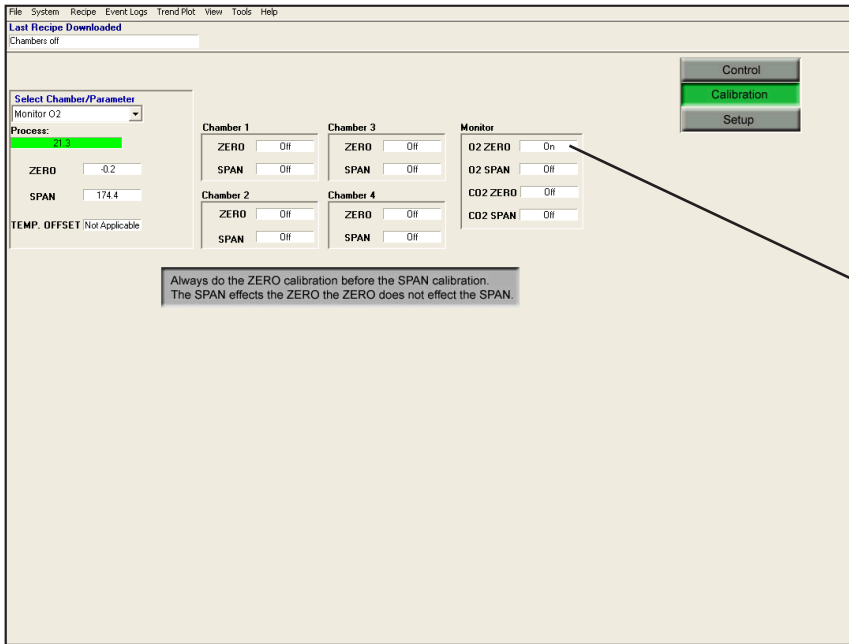 File System Recipe Event Logs Trend Plot View Tools Help
Last Recipe Downloaded
Chambers off
Control
Calibration
Setup
Select Chamber/Parameter
Monitor O2
Process:
21.3
ZERO -0.2
SPAN 174.4
TEMP. OFFSET Not Applicable
Chamber 1
ZERO Off
SPAN Off
Chamber 2
ZERO Off
SPAN Off
Chamber 3
ZERO Off
SPAN Off
Chamber 4
ZERO Off
SPAN Off
Monitor
O2 ZERO On
O2 SPAN Off
CO2 ZERO Off
CO2 SPAN Off
Always do the ZERO calibration before the SPAN calibration.
The SPAN effects the ZERO the ZERO does not effect the SPAN.